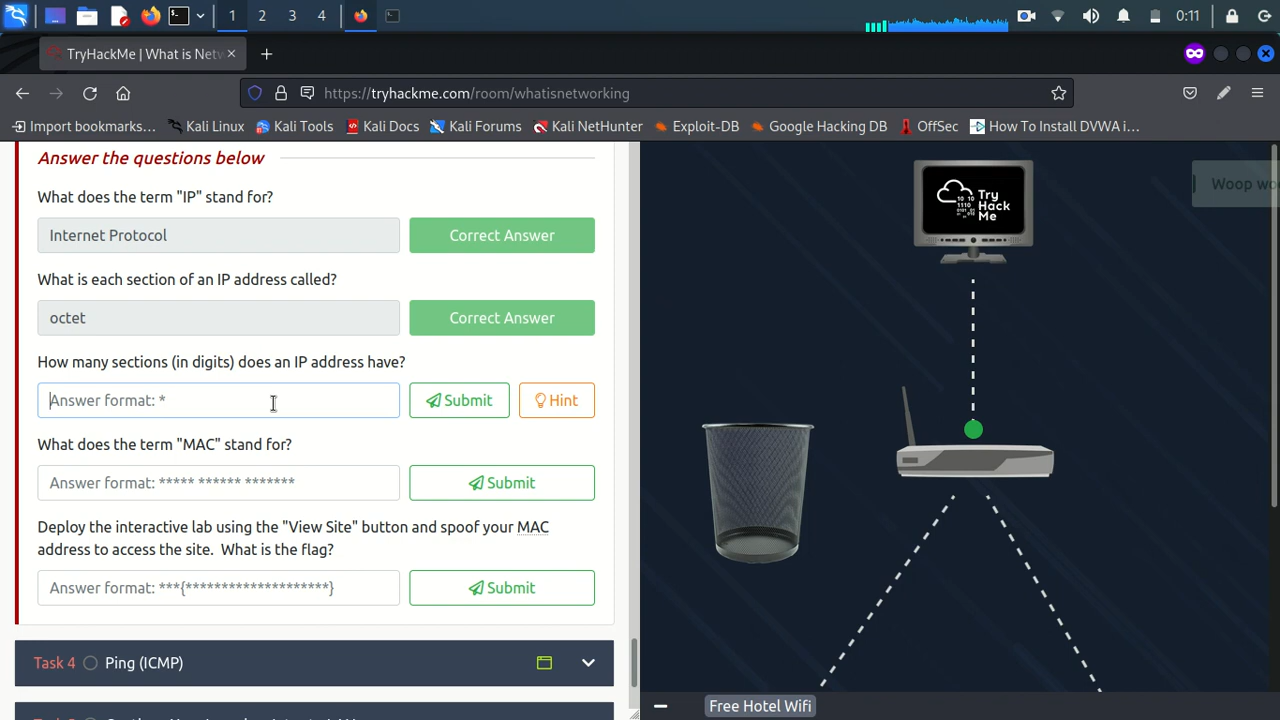 1 2 3 4 0:11
TryHackMe | What is Netw
https://tryhackme.com/room/whatisnetworking
Import bookmarks... Kali Linux Kali Tools Kali Docs Kali Forums Kali NetHunter Exploit-DB Google Hacking DB OffSec How To Install DVWA i...
Answer the questions below
What does the term "IP" stand for?
Internet Protocol Correct Answer
What is each section of an IP address called?
octet Correct Answer
How many sections (in digits) does an IP address have?
Answer format: * Submit Hint
What does the term "MAC" stand for?
Answer format: ***** ****** ******* Submit
Deploy the interactive lab using the "View Site" button and spoof your MAC
address to access the site. What is the flag?
Answer format: ***{********************} Submit
Task 4 Ping (ICMP)
Try
Hack
Me
Woop
Free Hotel Wifi